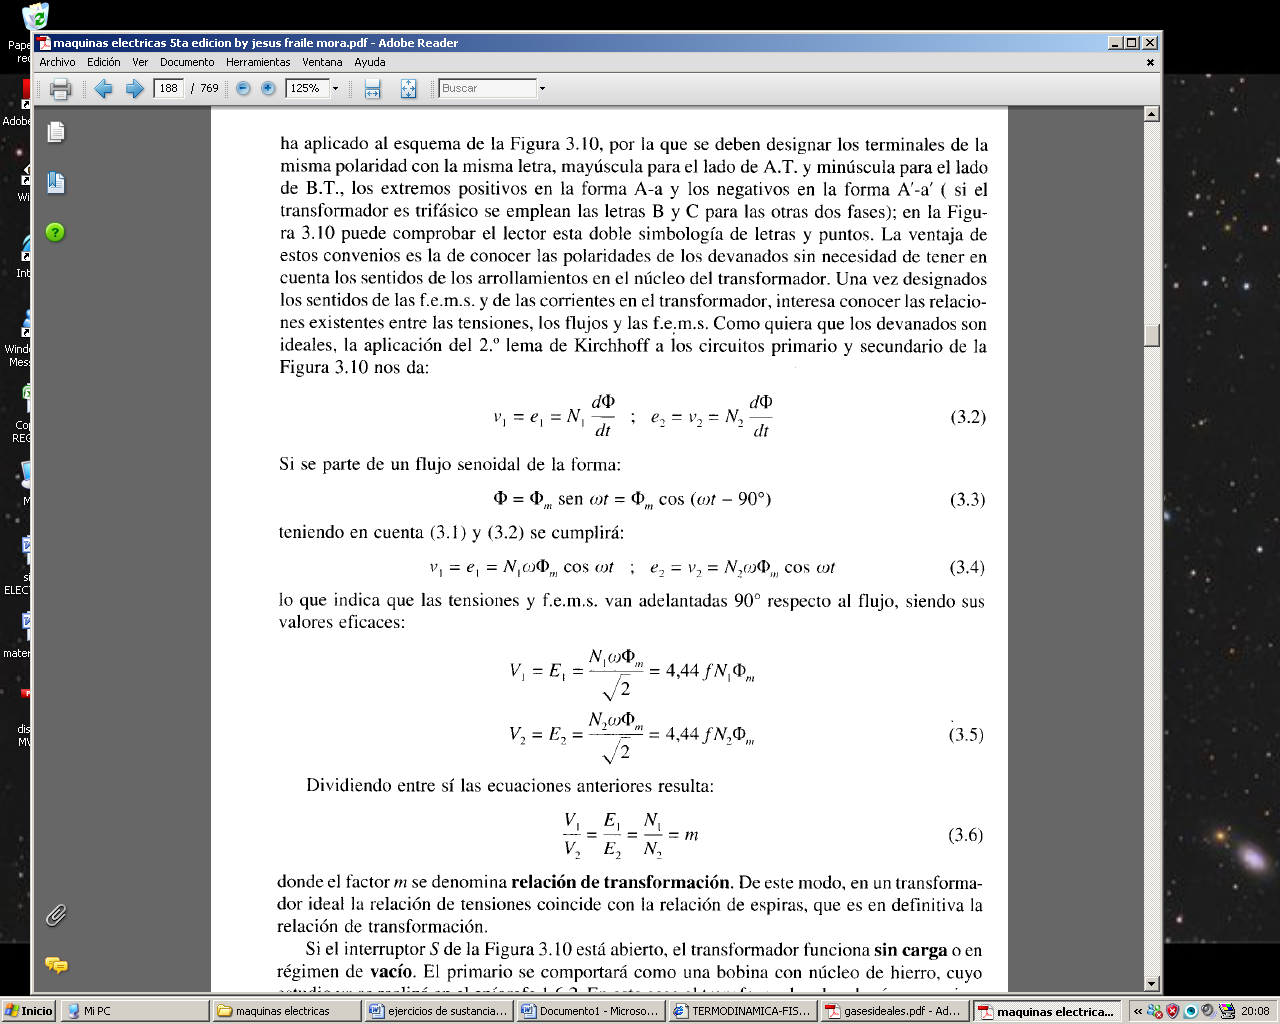 Pape
rec
maquinas electricas 5ta edicion by jesus fraile mora.pdf - Adobe Reader
Archivo Edición Ver Documento Herramientas Ventana Ayuda
188 / 769 125% Buscar
Adob
Wi
Int
Wind
Mes
Cop
REG
M
si
ELEC
mater
dis
MV
ha aplicado al esquema de la Figura 3.10, por la que se deben designar los terminales de la
misma polaridad con la misma letra, mayúscula para el lado de A.T. y minúscula para el lado
de B.T., los extremos positivos en la forma A-a y los negativos en la forma A′-a′ ( si el
transformador es trifásico se emplean las letras B y C para las otras dos fases); en la Figu-
ra 3.10 puede comprobar el lector esta doble simbología de letras y puntos. La ventaja de
estos convenios es la de conocer las polaridades de los devanados sin necesidad de tener en
cuenta los sentidos de los arrollamientos en el núcleo del transformador. Una vez designados
los sentidos de las f.e.m.s. y de las corrientes en el transformador, interesa conocer las relacio-
nes existentes entre las tensiones, los flujos y las f.e.m.s. Como quiera que los devanados son
ideales, la aplicación del 2.º lema de Kirchhoff a los circuitos primario y secundario de la
Figura 3.10 nos da:
v₁ = e₁ = N₁ dΦ/dt ; e₂ = v₂ = N₂ dΦ/dt (3.2)
Si se parte de un flujo senoidal de la forma:
Φ = Φₘ sen ωt = Φₘ cos (ωt − 90°) (3.3)
teniendo en cuenta (3.1) y (3.2) se cumplirá:
v₁ = e₁ = N₁ωΦₘ cos ωt ; e₂ = v₂ = N₂ωΦₘ cos ωt (3.4)
lo que indica que las tensiones y f.e.m.s. van adelantadas 90° respecto al flujo, siendo sus
valores eficaces:
V₁ = E₁ = N₁ωΦₘ/√2 = 4,44 fN₁Φₘ
V₂ = E₂ = N₂ωΦₘ/√2 = 4,44 fN₂Φₘ (3.5)
Dividiendo entre sí las ecuaciones anteriores resulta:
V₁/V₂ = E₁/E₂ = N₁/N₂ = m (3.6)
donde el factor m se denomina relación de transformación. De este modo, en un transforma-
dor ideal la relación de tensiones coincide con la relación de espiras, que es en definitiva la
relación de transformación.
Si el interruptor S de la Figura 3.10 está abierto, el transformador funciona sin carga o en
régimen de vacío. El primario se comportará como una bobina con núcleo de hierro, cuyo
Inicio Mi PC maquinas electricas ejercicios de sustancia... Documento1 - Microso... TERMODINAMICA-FIS... gasesideales.pdf - Ad... maquinas electrica... « 20:08